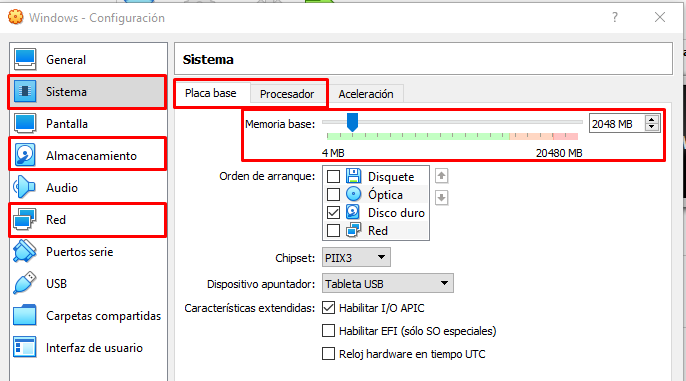 Windows - Configuración
General
Sistema
Pantalla
Almacenamiento
Audio
Red
Puertos serie
USB
Carpetas compartidas
Interfaz de usuario
Sistema
Placa base Procesador Aceleración
Memoria base: 2048 MB
4 MB 20480 MB
Orden de arranque: Disquete
Óptica
Disco duro
Red
Chipset: PIIX3
Dispositivo apuntador: Tableta USB
Características extendidas: Habilitar I/O APIC
Habilitar EFI (sólo SO especiales)
Reloj hardware en tiempo UTC